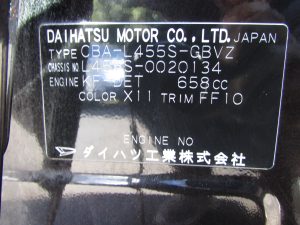 DAIHATSU MOTOR CO., LTD. JAPAN
TYPE CBA-L455S-GBVZ
CHASSIS NO L455S-0020134
ENGINE KF-DET 658cc
COLOR X11 TRIM FF10
ENGINE NO
ダイハツ工業株式会社